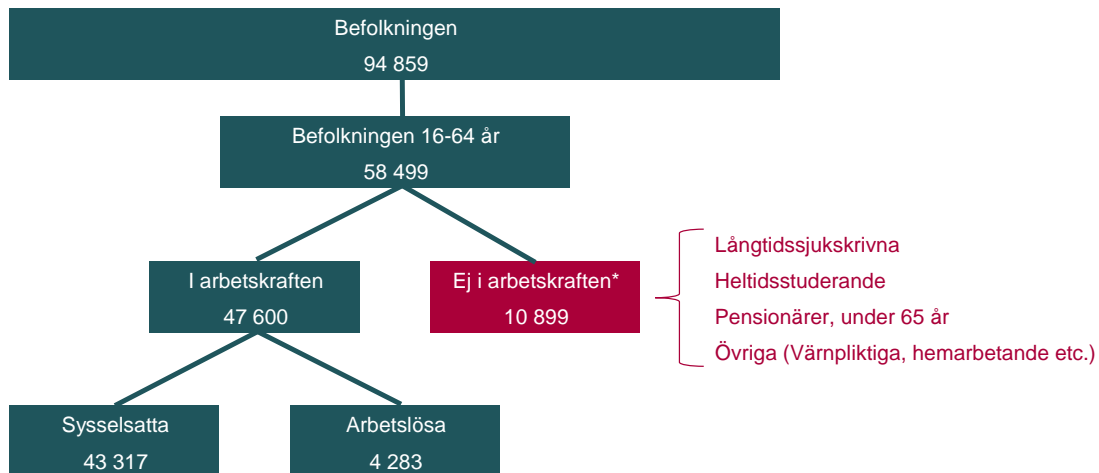 Befolkningen
94 859
Befolkningen 16-64 år
58 499
I arbetskraften
47 600
Ej i arbetskraften*
10 899
Långtidssjukskrivna
Heltidsstuderande
Pensionärer, under 65 år
Övriga (Värnpliktiga, hemarbetande etc.)
Sysselsatta
43 317
Arbetslösa
4 283